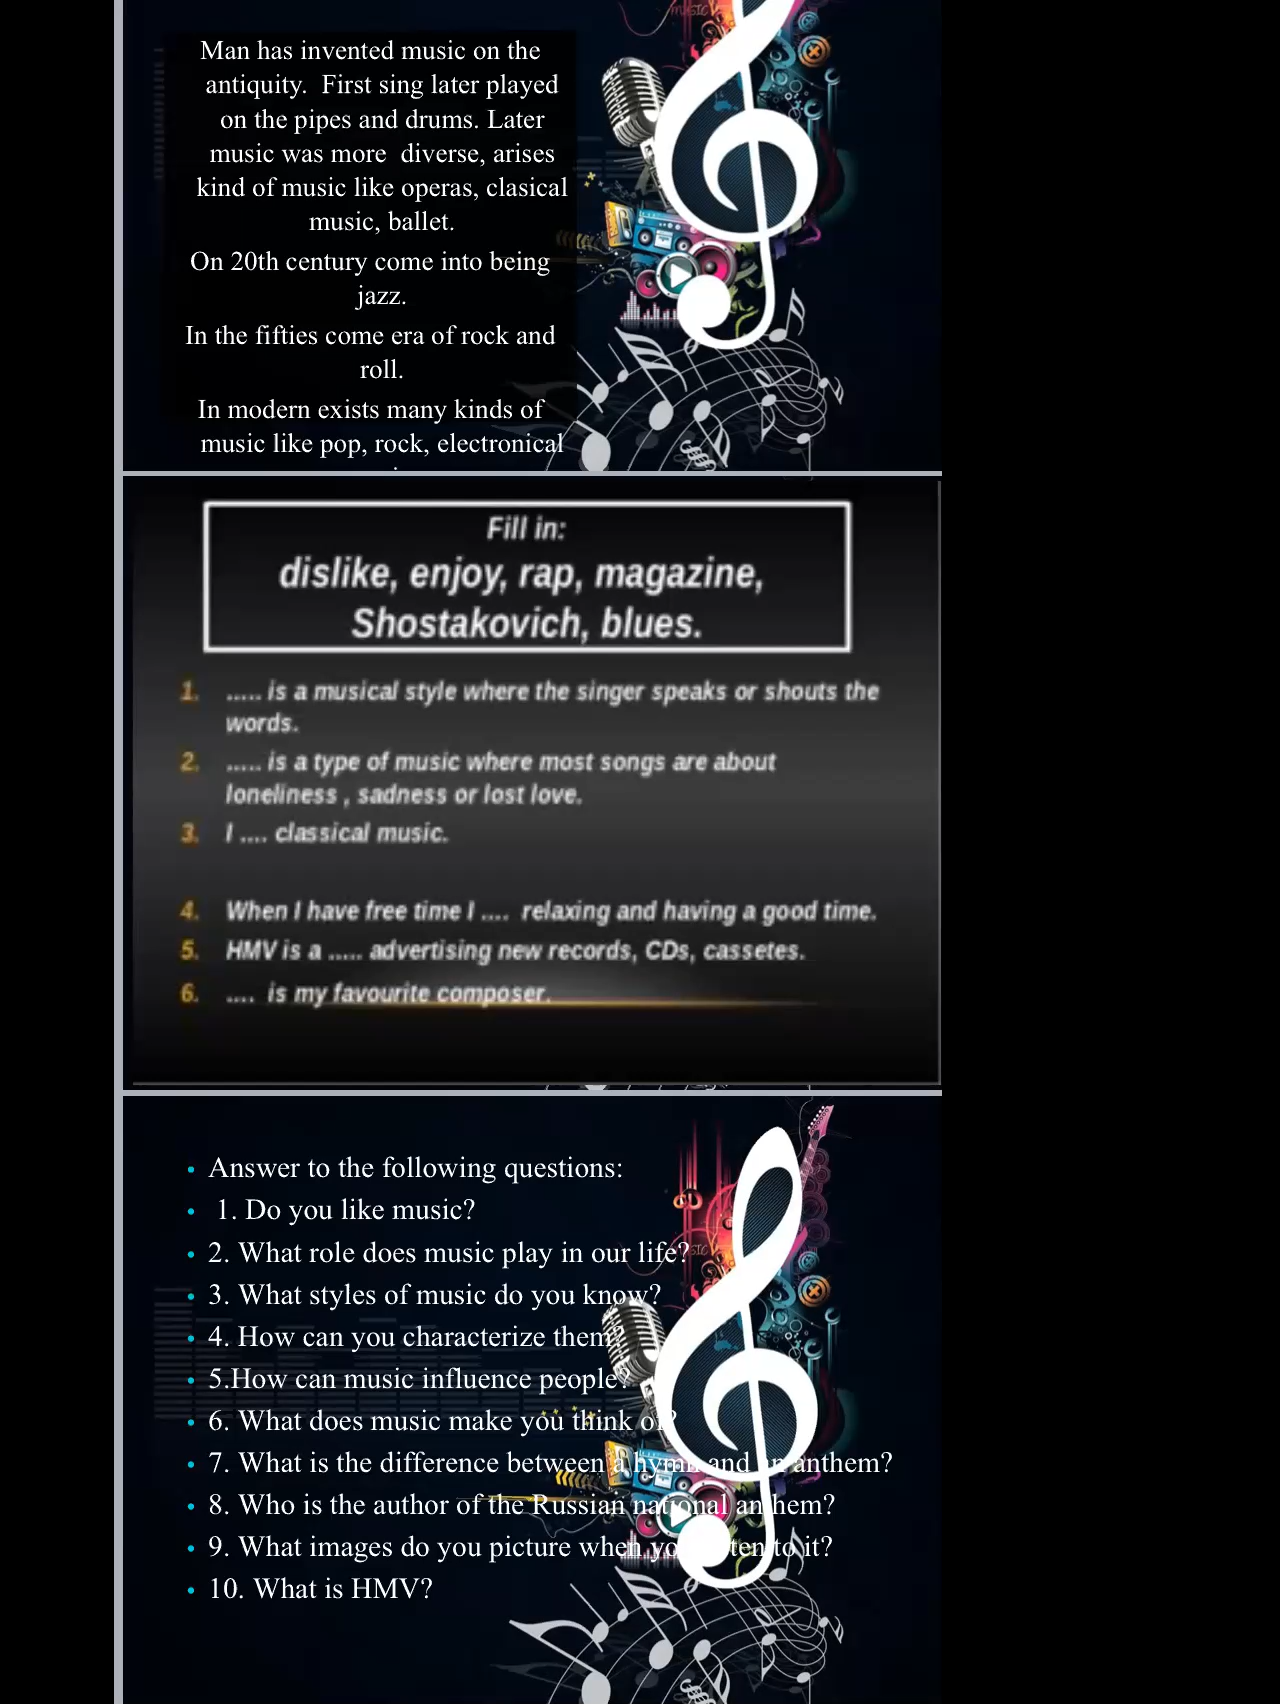 Man has invented music on the
antiquity. First sing later played
on the pipes and drums. Later
music was more diverse, arises
kind of music like operas, clasical
music, ballet.
On 20th century come into being
jazz.
In the fifties come era of rock and
roll.
In modern exists many kinds of
music like pop, rock, electronical
Fill in:
dislike, enjoy, rap, magazine,
Shostakovich, blues.
1. ..... is a musical style where the singer speaks or shouts the
words.
2. ..... is a type of music where most songs are about
loneliness , sadness or lost love.
3. I .... classical music.
4. When I have free time I .... relaxing and having a good time.
5. HMV is a ..... advertising new records, CDs, cassetes.
6. .... is my favourite composer.
• Answer to the following questions:
• 1. Do you like music?
• 2. What role does music play in our life?
• 3. What styles of music do you know?
• 4. How can you characterize them?
• 5.How can music influence people?
• 6. What does music make you think of?
• 7. What is the difference between a hymn and an anthem?
• 8. Who is the author of the Russian national anthem?
• 9. What images do you picture when you listen to it?
• 10. What is HMV?